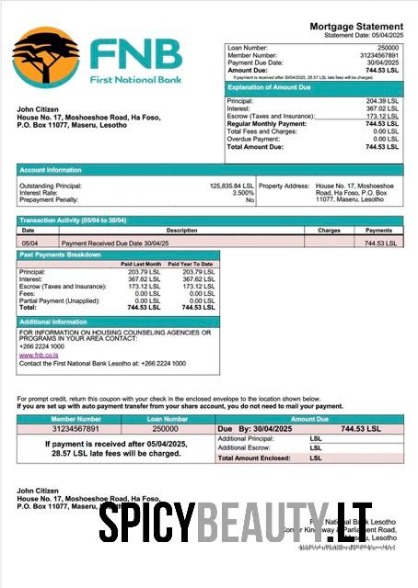 FNB
First National Bank
Mortgage Statement
Statement Date: 05/04/2025
Loan Number: 250000
Member Number: 31234567891
Payment Due Date: 30/04/2025
Amount Due: 744.53 LSL
If payment is received after 30/04/2025, 28.57 LSL late fees will be charged.
Explanation of Amount Due
Principal: 204.39 LSL
Interest: 367.02 LSL
Escrow (Taxes and Insurance): 173.12 LSL
Regular Monthly Payment: 744.53 LSL
Total Fees and Charges: 0.00 LSL
Overdue Payment: 0.00 LSL
Total Amount Due: 744.53 LSL
John Citizen
House No. 17, Moshoeshoe Road, Ha Foso,
P.O. Box 11077, Maseru, Lesotho
Account Information
Outstanding Principal: 125,835.84 LSL
Interest Rate: 3.500%
Prepayment Penalty: No
Property Address: House No. 17, Moshoeshoe
Road, Ha Foso, P.O. Box
11077, Maseru, Lesotho
Transaction Activity (05/04 to 30/04)
Date Description Charges Payments
05/04 Payment Received Due Date 30/04/25 744.53 LSL
Past Payments Breakdown
Paid Last Month Paid Year To Date
Principal: 203.79 LSL 203.79 LSL
Interest: 367.62 LSL 367.62 LSL
Escrow (Taxes and Insurance): 173.12 LSL 173.12 LSL
Fees: 0.00 LSL 0.00 LSL
Partial Payment (Unapplied): 0.00 LSL 0.00 LSL
Total: 744.53 LSL 744.53 LSL
Additional Information
FOR INFORMATION ON HOUSING COUNSELING AGENCIES OR
PROGRAMS IN YOUR AREA CONTACT:
+266 2224 1000
www.fnb.co.ls
Contact the First National Bank Lesotho at: +266 2224 1000
For prompt credit, return this coupon with your check in the enclosed envelope to the location shown below.
If you are set up with auto payment transfer from your share account, you do not need to mail your payment.
Member Number Loan Number Amount Due
31234567891 250000 Due By: 30/04/2025 744.53 LSL
If payment is received after 05/04/2025,
28.57 LSL late fees will be charged.
Additional Principal: LSL
Additional Escrow: LSL
Total Amount Enclosed: LSL
John Citizen
House No. 17, Moshoeshoe Road, Ha Foso,
P.O. Box 11077, Maseru,
National Bank Lesotho
Road,
Lesotho
SPICYBEAUTY.LT